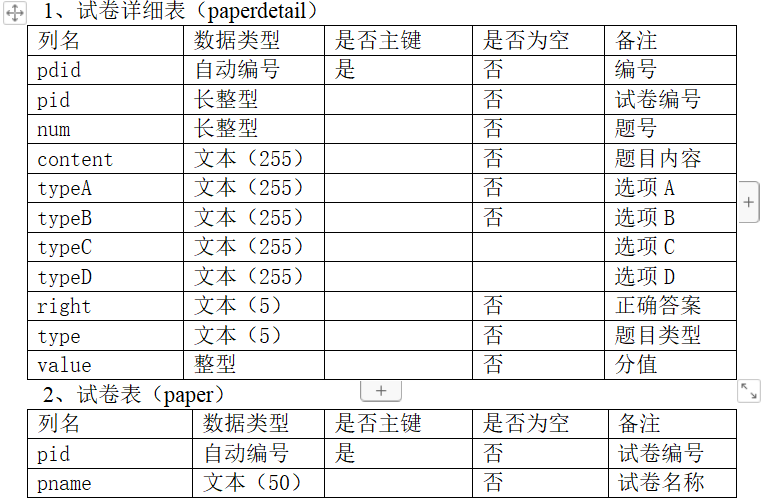 1、试卷详细表（paperdetail）
列名 数据类型 是否主键 是否为空 备注
pdid 自动编号 是 否 编号
pid 长整型 否 试卷编号
num 长整型 否 题号
content 文本（255） 否 题目内容
typeA 文本（255） 否 选项A
typeB 文本（255） 否 选项B
typeC 文本（255） 选项C
typeD 文本（255） 选项D
right 文本（5） 否 正确答案
type 文本（5） 否 题目类型
value 整型 否 分值
2、试卷表（paper）
列名 数据类型 是否主键 是否为空 备注
pid 自动编号 是 否 试卷编号
pname 文本（50） 否 试卷名称